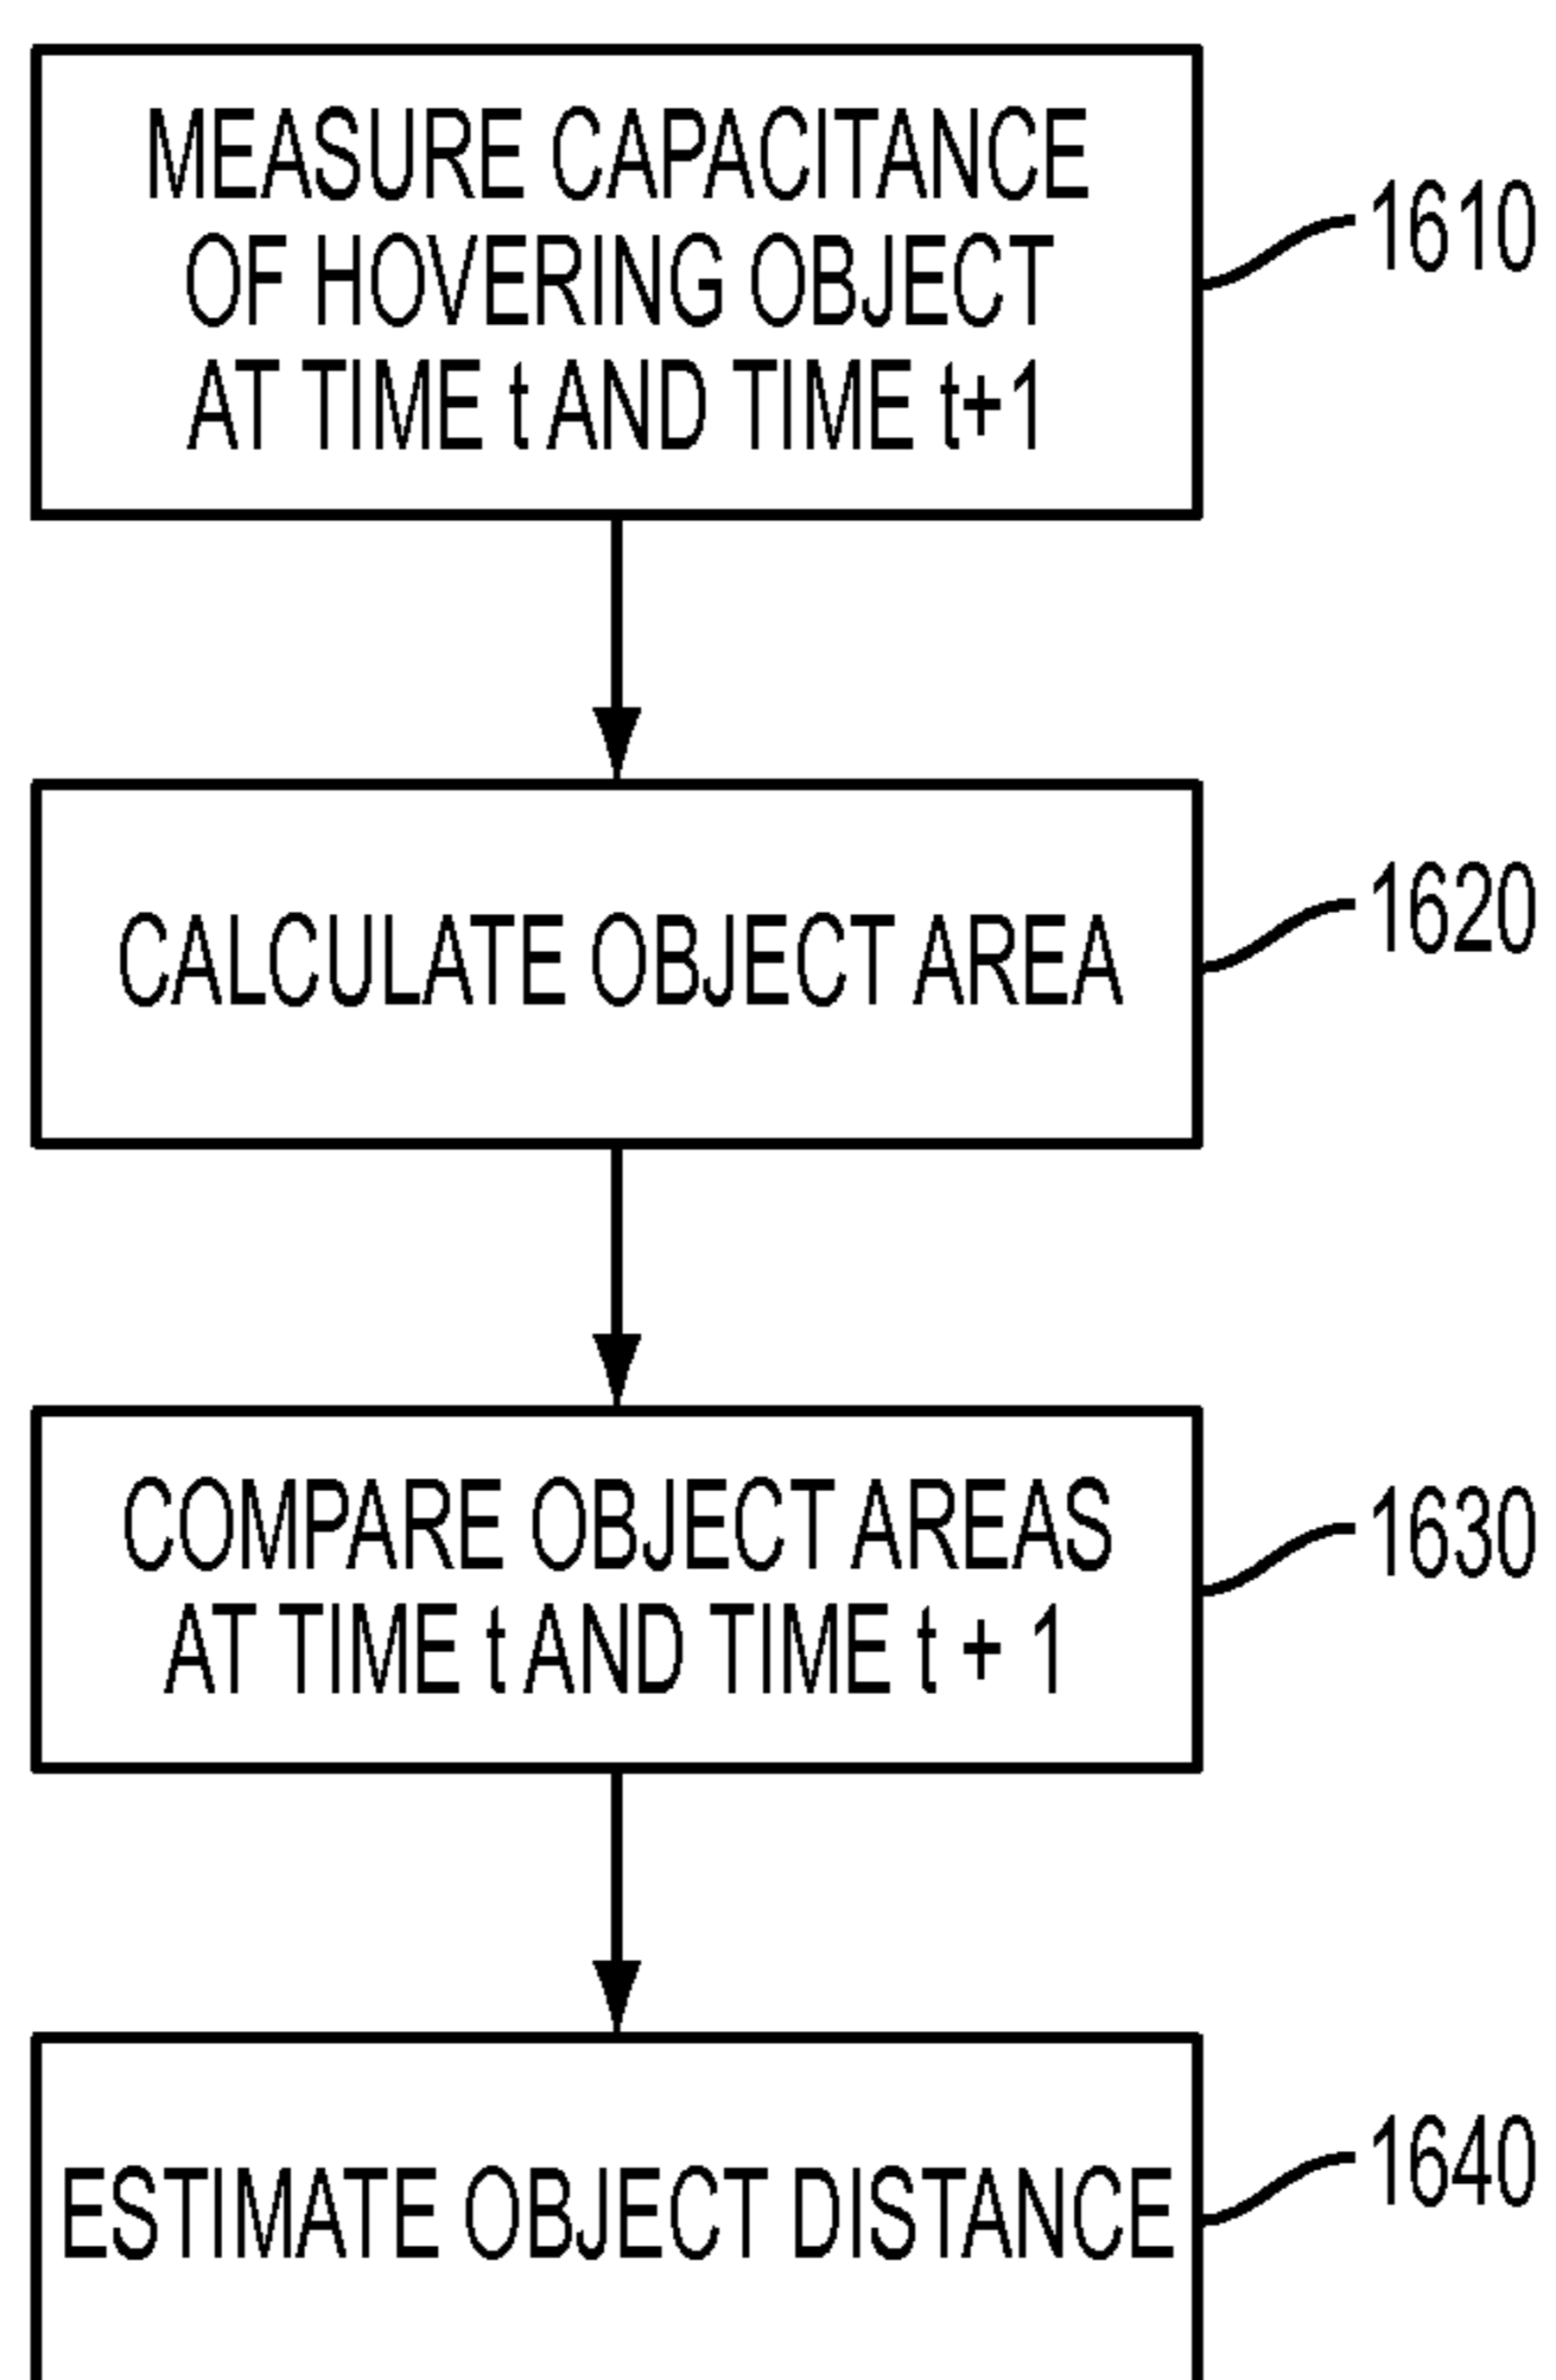 MEASURE CAPACITANCE
OF HOVERING OBJECT
AT TIME t AND TIME t+1
1610
CALCULATE OBJECT AREA
1620
COMPARE OBJECT AREAS
AT TIME t AND TIME t + 1
1630
ESTIMATE OBJECT DISTANCE
1640